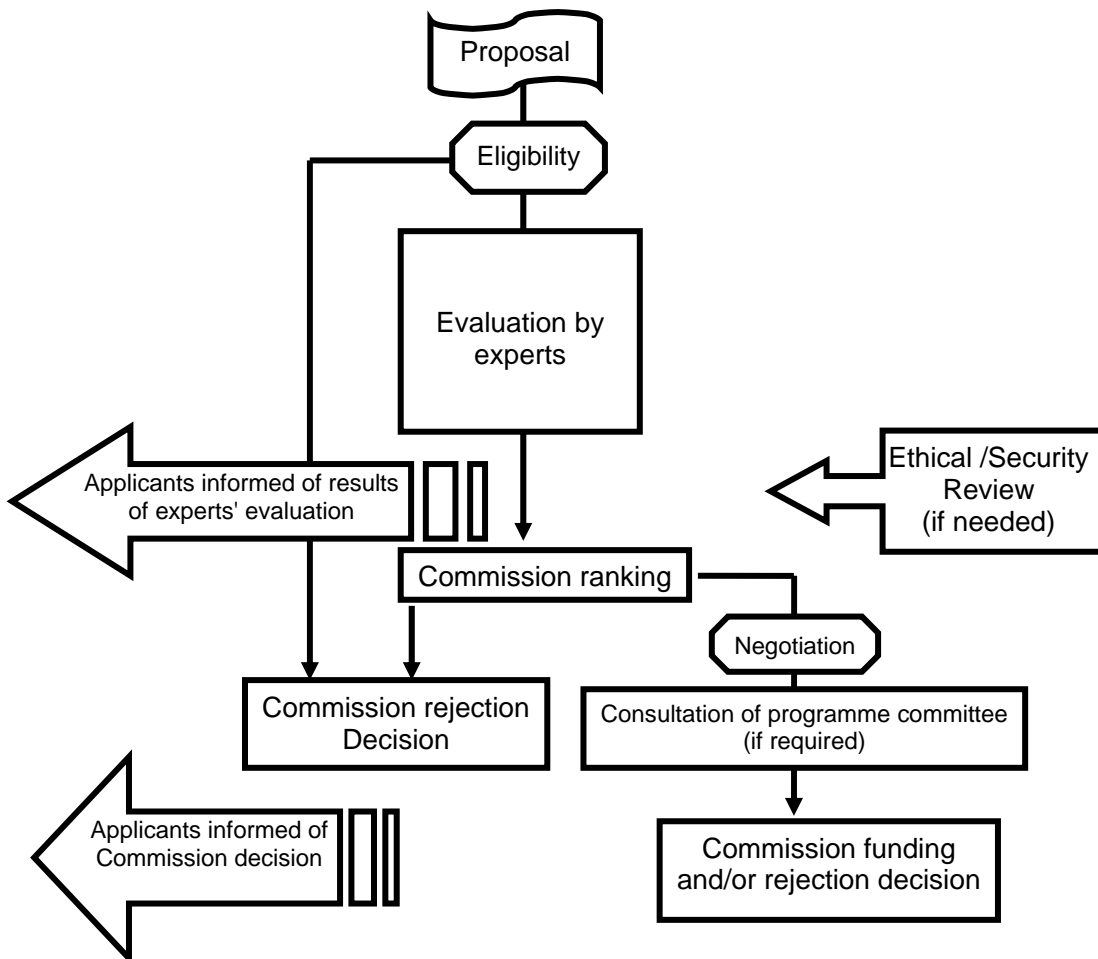 Proposal
Eligibility
Evaluation by
experts
Applicants informed of results
of experts' evaluation
Ethical /Security
Review
(if needed)
Commission ranking
Negotiation
Commission rejection
Decision
Consultation of programme committee
(if required)
Applicants informed of
Commission decision
Commission funding
and/or rejection decision